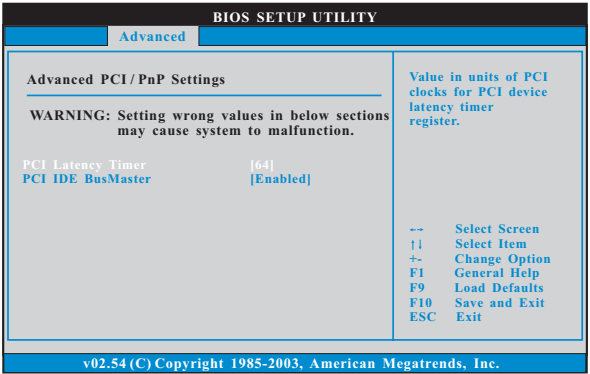 BIOS SETUP UTILITY
Advanced
Advanced PCI / PnP Settings
WARNING: Setting wrong values in below sections
may cause system to malfunction.
PCI Latency Timer [64]
PCI IDE BusMaster [Enabled]
Value in units of PCI
clocks for PCI device
latency timer
register.
←→ Select Screen
↑↓ Select Item
+- Change Option
F1 General Help
F9 Load Defaults
F10 Save and Exit
ESC Exit
v02.54 (C) Copyright 1985-2003, American Megatrends, Inc.